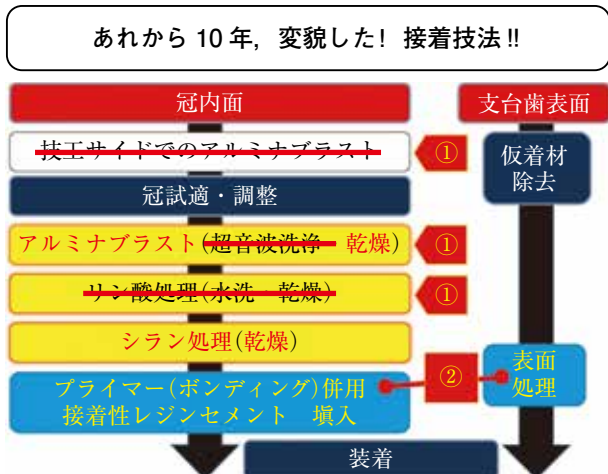 あれから 10 年，変貌した！ 接着技法 !!
冠内面
支台歯表面
技工サイドでのアルミナブラスト
①
仮着材
除去
冠試適・調整
アルミナブラスト(超音波洗浄・乾燥)
①
リン酸処理(水洗・乾燥)
①
シラン処理(乾燥)
プライマー(ボンディング)併用
接着性レジンセメント　塡入
②
表面
処理
装着